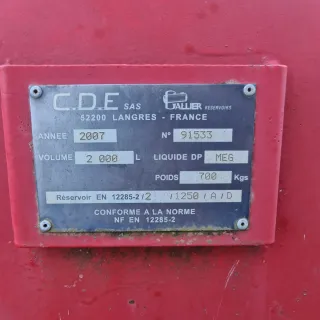 C.D.E SAS GALLIER RESERVOIRS
52200 LANGRES - FRANCE
ANNEE 2007 N° 91533
VOLUME 2 000 L LIQUIDE DP MEG
POIDS 700 Kgs
Réservoir EN 12285-2/2 /1250/A/D
CONFORME A LA NORME
NF EN 12285-2